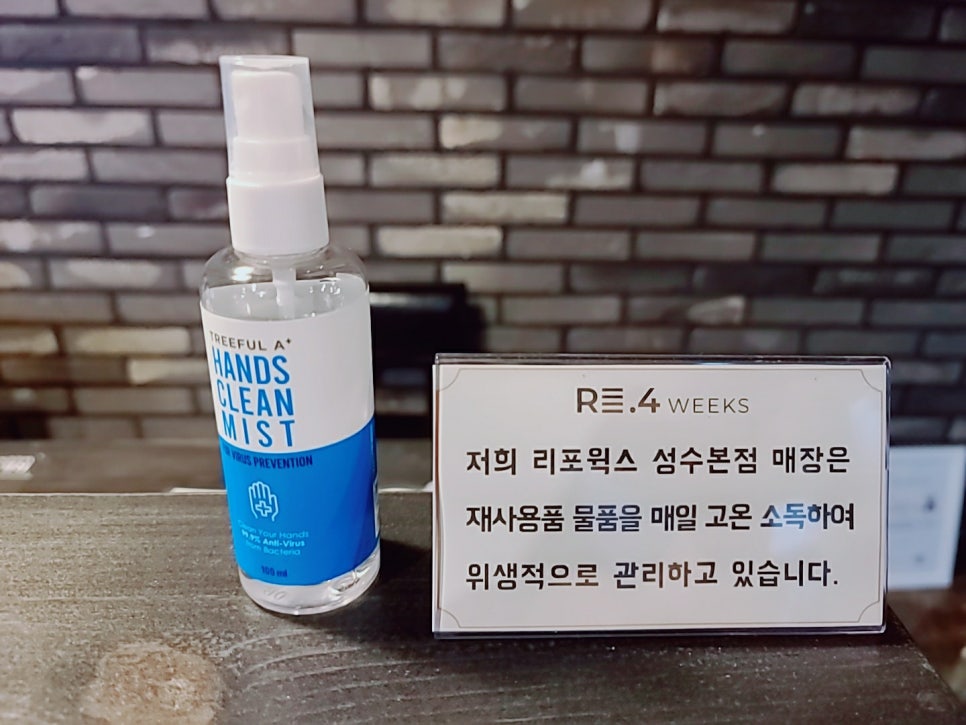 TREEFUL A+
HANDS
CLEAN
MIST
VIRUS PREVENTION
Clean Your Hands
99.9% Anti-Virus
from Bacteria
100 ml
RE.4 WEEKS
저희 리포윅스 성수본점 매장은
재사용품 물품을 매일 고온 소독하여
위생적으로 관리하고 있습니다.